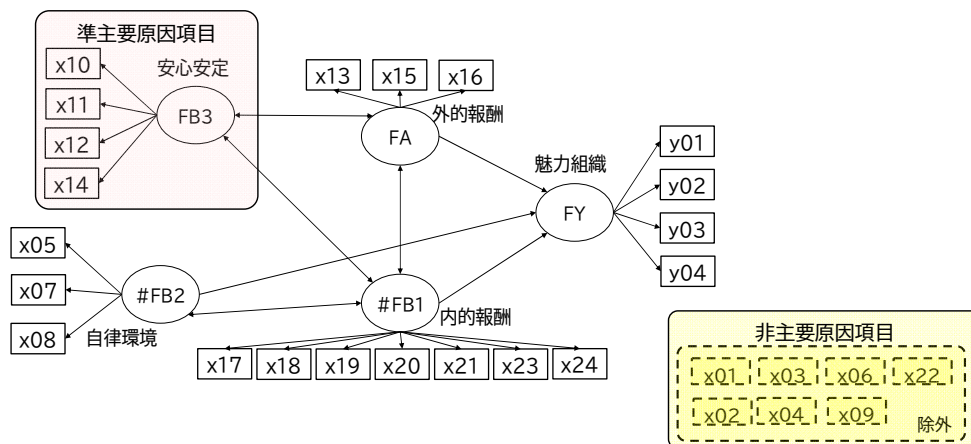 準主要原因項目
安心安定
x10
x11
x12
x14
FB3
x13
x15
x16
外的報酬
FA
魅力組織
FY
y01
y02
y03
y04
x05
x07
x08
#FB2
自律環境
#FB1
内的報酬
x17
x18
x19
x20
x21
x23
x24
非主要原因項目
x01
x03
x06
x22
x02
x04
x09
除外